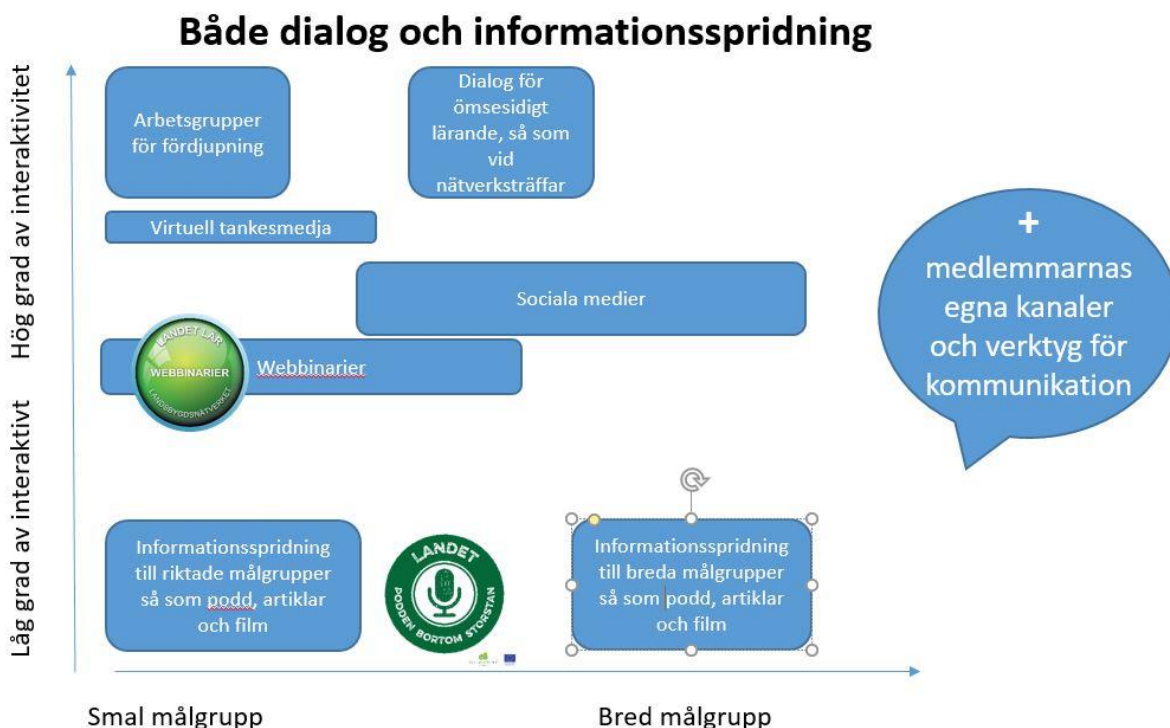 Både dialog och informationsspridning
Hög grad av interaktivitet
Låg grad av interaktivt
Arbetsgrupper
för fördjupning
Dialog för
ömsesidigt
lärande, så som
vid
nätverksträffar
Virtuell tankesmedja
Sociala medier
LANDET LÄR
WEBBINARIER
LANDSBYGDSNÄTVERKET
Webbinarier
+
medlemmarnas
egna kanaler
och verktyg för
kommunikation
Informationsspridning
till riktade målgrupper
så som podd, artiklar
och film
LANDET
PODDEN BORTOM STORSTAN
Informationsspridning
till breda målgrupper
så som podd, artiklar
och film
Smal målgrupp
Bred målgrupp